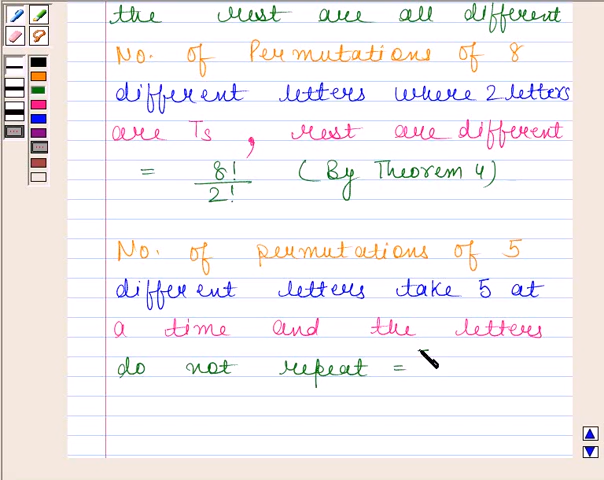 the rest are all different
No. of Permutations of 8
different letters where 2 letters
are Ts, rest are different
= 8!/2! (By Theorem 4)
No. of permutations of 5
different letters take 5 at
a time and the letters
do not repeat =